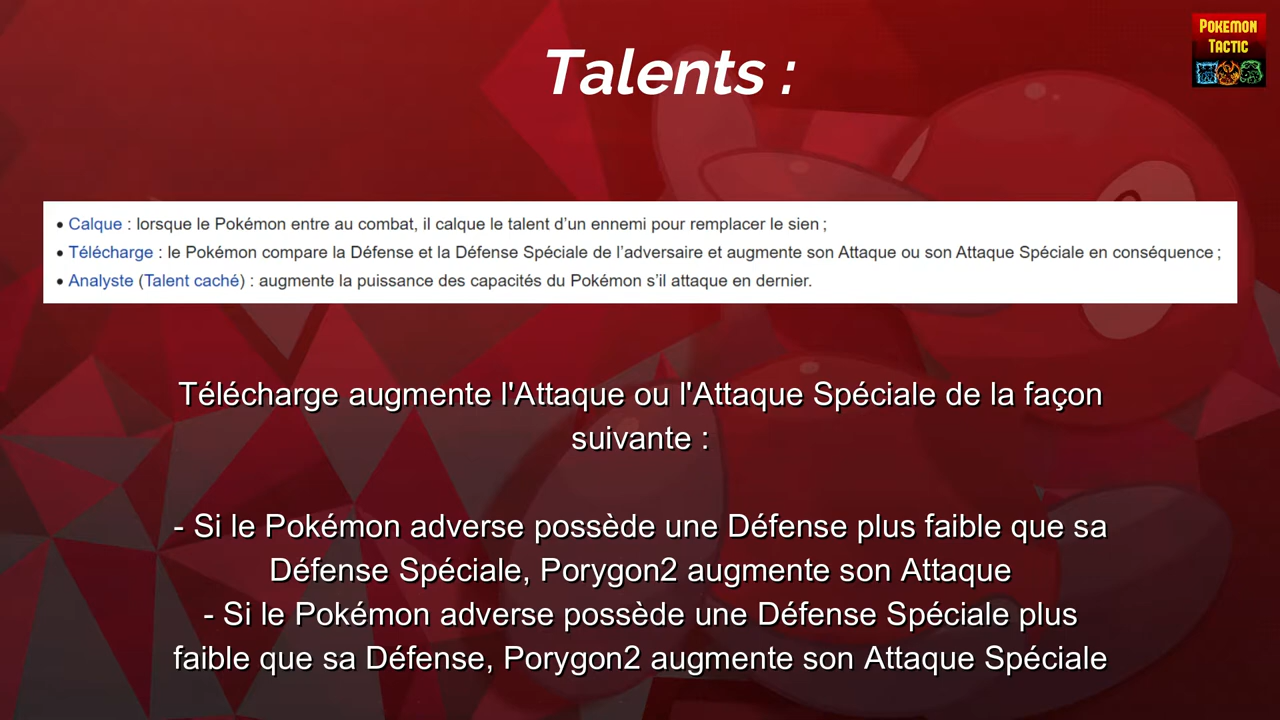 POKEMON
TACTIC
Talents :
• Calque : lorsque le Pokémon entre au combat, il calque le talent d’un ennemi pour remplacer le sien ;
• Télécharge : le Pokémon compare la Défense et la Défense Spéciale de l’adversaire et augmente son Attaque ou son Attaque Spéciale en conséquence ;
• Analyste (Talent caché) : augmente la puissance des capacités du Pokémon s’il attaque en dernier.
Télécharge augmente l'Attaque ou l'Attaque Spéciale de la façon
suivante :
- Si le Pokémon adverse possède une Défense plus faible que sa
Défense Spéciale, Porygon2 augmente son Attaque
- Si le Pokémon adverse possède une Défense Spéciale plus
faible que sa Défense, Porygon2 augmente son Attaque Spéciale